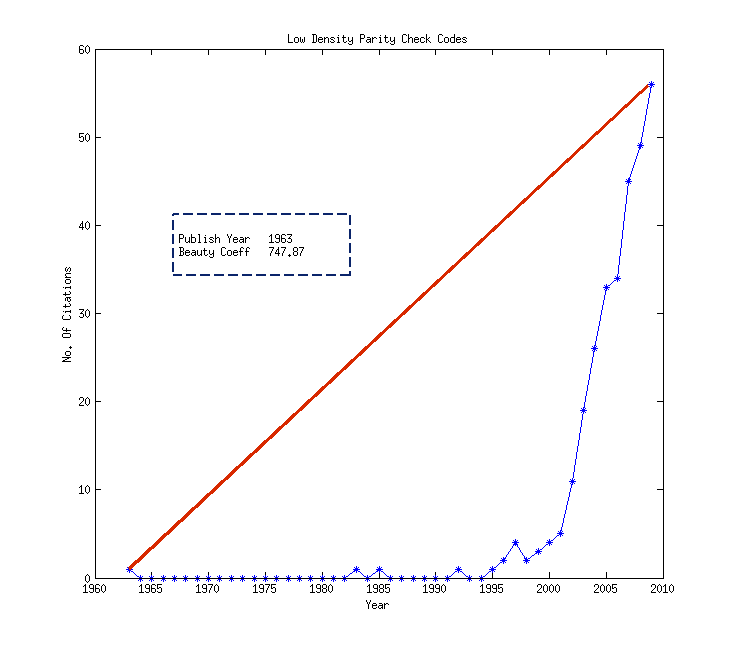 Low Density Parity Check Codes
60
50
40
30
20
10
0
No. Of Citations
Publish Year 1963
Beauty Coeff 747.87
1960 1965 1970 1975 1980 1985 1990 1995 2000 2005 2010
Year